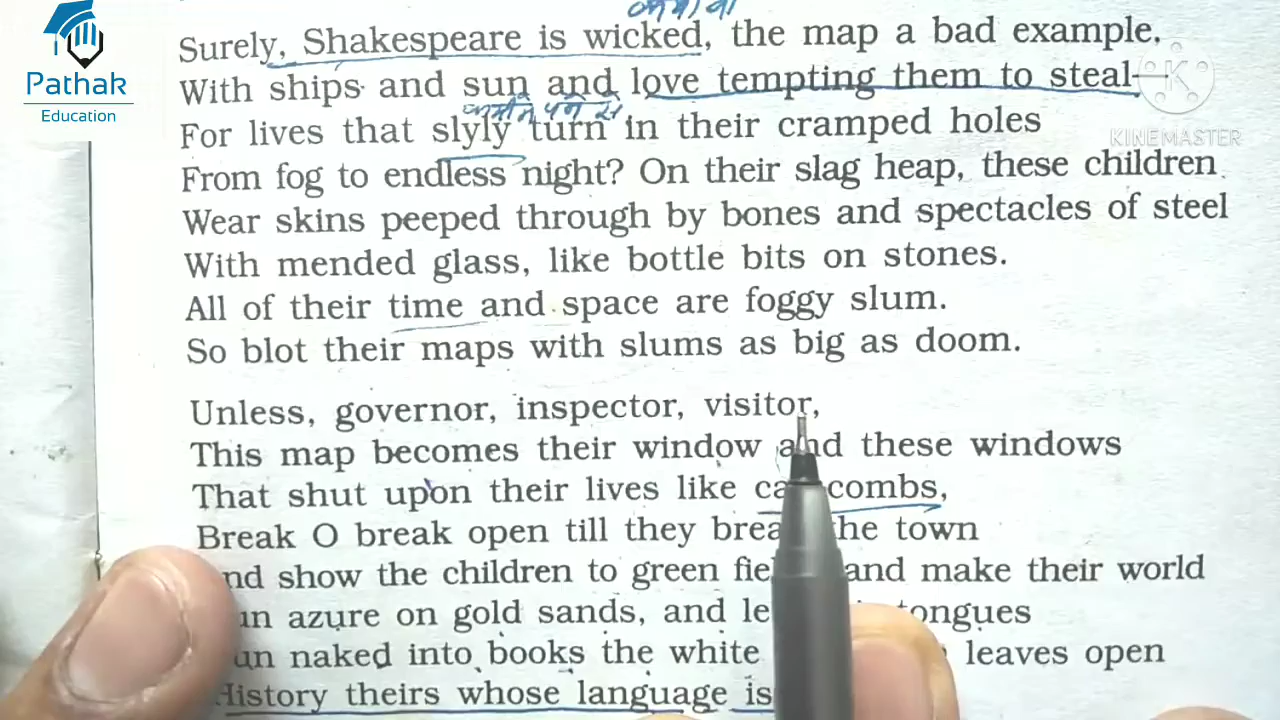 Pathak
Education
KINEMASTER
Surely, Shakespeare is wicked, the map a bad example,
With ships and sun and love tempting them to steal—
For lives that slyly turn in their cramped holes
From fog to endless night? On their slag heap, these children
Wear skins peeped through by bones and spectacles of steel
With mended glass, like bottle bits on stones.
All of their time and space are foggy slum.
So blot their maps with slums as big as doom.
Unless, governor, inspector, visitor,
This map becomes their window and these windows
That shut upon their lives like ca combs,
Break O break open till they brea the town
nd show the children to green fie and make their world
un azure on gold sands, and le tongues
un naked into books the white leaves open
History theirs whose language is